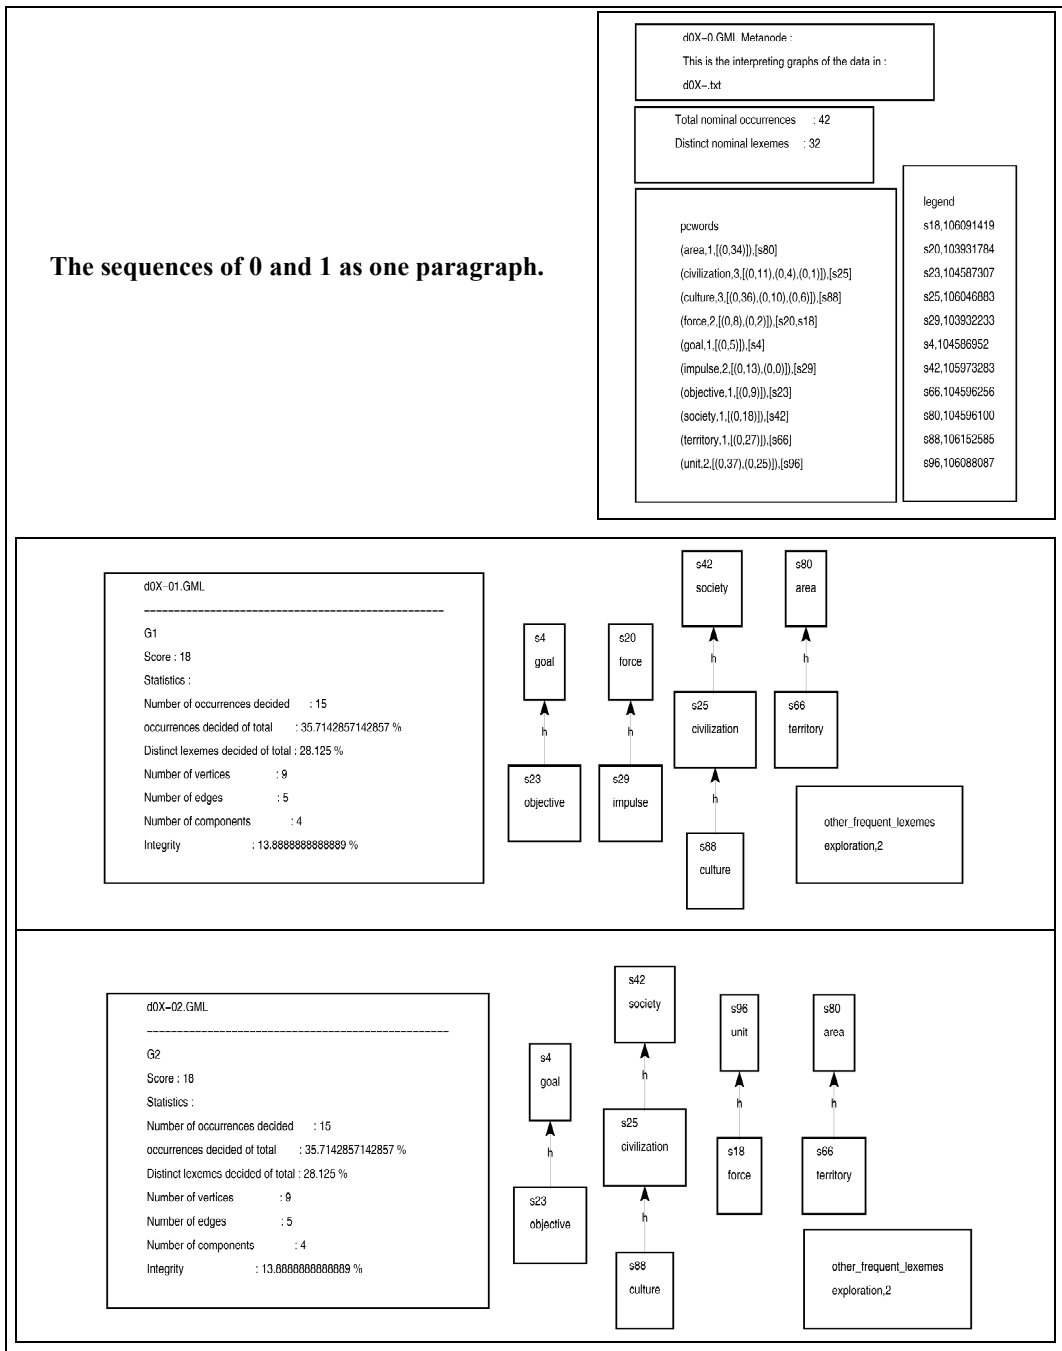 The sequences of 0 and 1 as one paragraph.
d0X-0.GML Metanode :
This is the interpreting graphs of the data in :
d0X-.txt
Total nominal occurrences : 42
Distinct nominal lexemes : 32
pcwords
(area,1,[(0,34)]),[s80]
(civilization,3,[(0,11),(0,4),(0,1)]),[s25]
(culture,3,[(0,36),(0,10),(0,6)]),[s88]
(force,2,[(0,8),(0,2)]),[s20,s18]
(goal,1,[(0,5)]),[s4]
(impulse,2,[(0,13),(0,0)]),[s29]
(objective,1,[(0,9)]),[s23]
(society,1,[(0,18)]),[s42]
(territory,1,[(0,27)]),[s66]
(unit,2,[(0,37),(0,25)]),[s96]
legend
s18,106091419
s20,103931784
s23,104587307
s25,106046883
s29,103932233
s4,104586952
s42,105973283
s66,104596256
s80,104596100
s88,106152585
s96,106088087
d0X-01.GML
--------------------------------------------------
G1
Score : 18
Statistics :
Number of occurrences decided : 15
occurrences decided of total : 35.7142857142857 %
Distinct lexemes decided of total : 28.125 %
Number of vertices : 9
Number of edges : 5
Number of components : 4
Integrity : 13.8888888888889 %
s4
goal
h
s23
objective
s20
force
h
s29
impulse
s42
society
h
s25
civilization
h
s88
culture
s80
area
h
s66
territory
other_frequent_lexemes
exploration,2
d0X-02.GML
--------------------------------------------------
G2
Score : 18
Statistics :
Number of occurrences decided : 15
occurrences decided of total : 35.7142857142857 %
Distinct lexemes decided of total : 28.125 %
Number of vertices : 9
Number of edges : 5
Number of components : 4
Integrity : 13.8888888888889 %
s4
goal
h
s23
objective
s42
society
h
s25
civilization
h
s88
culture
s96
unit
h
s18
force
s80
area
h
s66
territory
other_frequent_lexemes
exploration,2